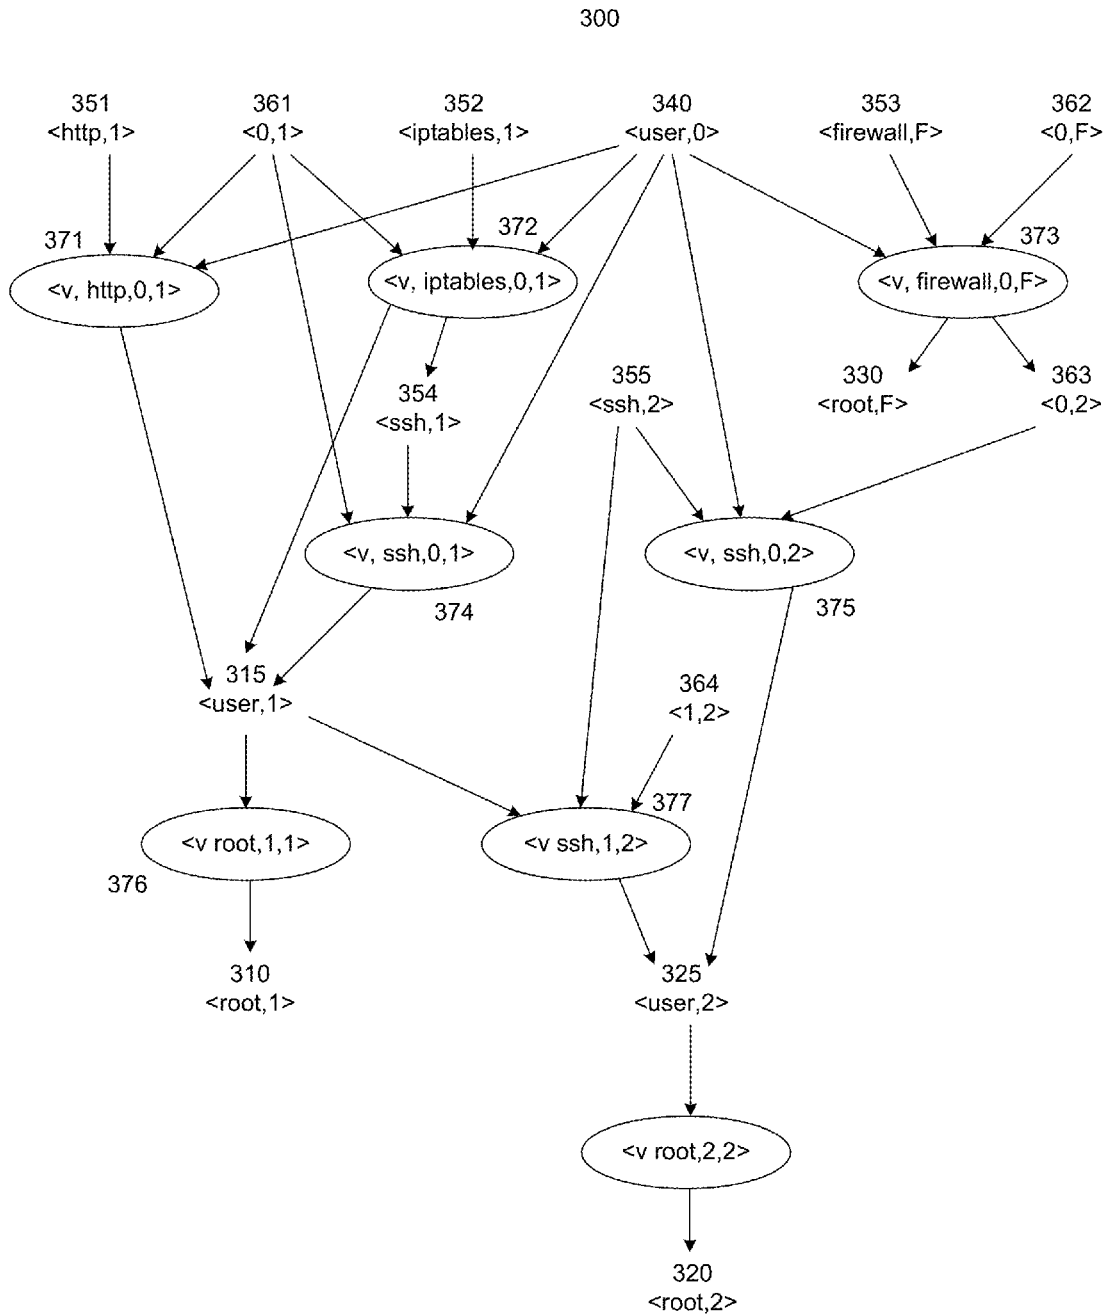 300
351
<http,1>
361
<0,1>
352
<iptables,1>
340
<user,0>
353
<firewall,F>
362
<0,F>
371
<v, http,0,1>
372
<v, iptables,0,1>
373
<v, firewall,0,F>
354
<ssh,1>
355
<ssh,2>
330
<root,F>
363
<0,2>
<v, ssh,0,1>
374
<v, ssh,0,2>
375
315
<user,1>
364
<1,2>
<v root,1,1>
376
377
<v ssh,1,2>
310
<root,1>
325
<user,2>
<v root,2,2>
320
<root,2>